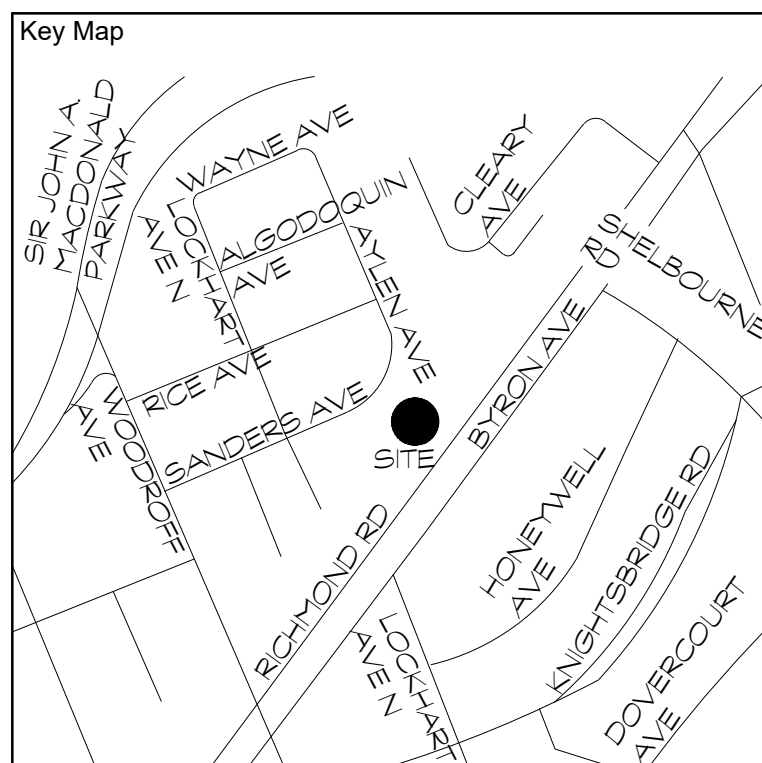 Key Map
SIR JOHN A.
MACDONALD
PARKWAY
WAYNE AVE
CLEARY
AVE
LOCKHART
AVE N
ALGODOQUIN
AVE
AYLEN AVE
SHELBOURNE
RD
RICE AVE
BYRON AVE
WOODROFF
AVE
SANDERS AVE
SITE
HONEYWELL
AVE
KNIGHTSBRIDGE RD
RICHMOND RD
LOCKHART
AVE N
DOVERCOURT
AVE